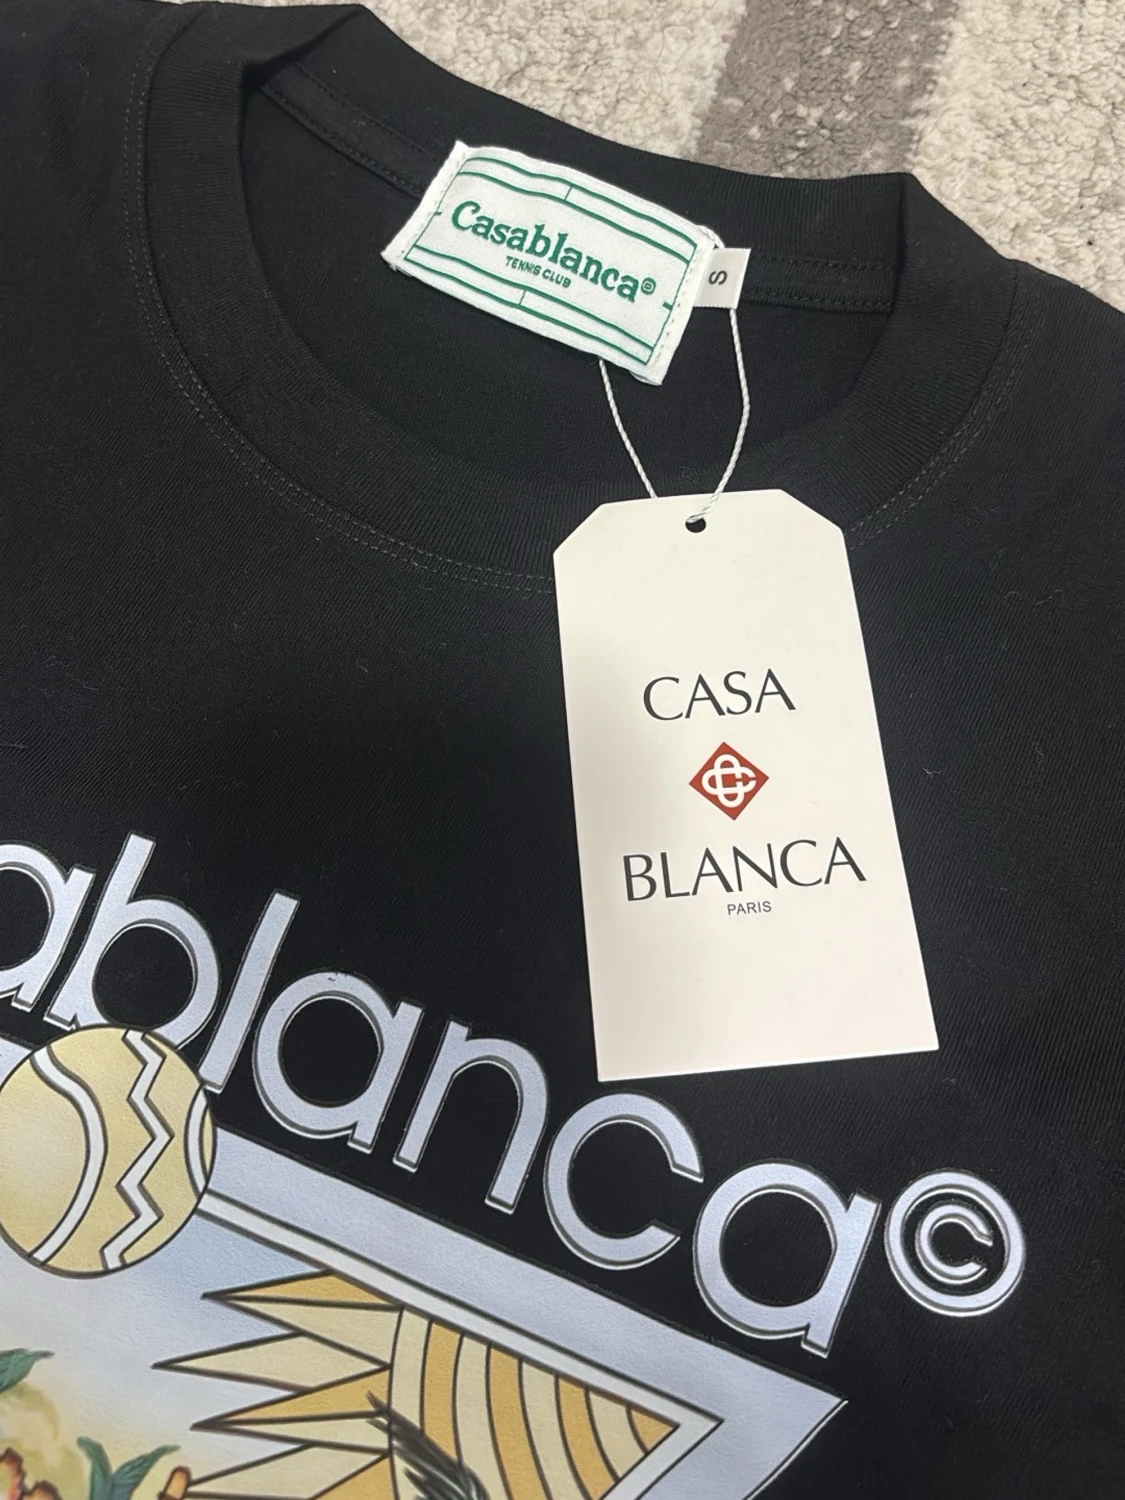 Casablanca®
TENNIS CLUB
S
CASA
BLANCA
PARIS
ablanca©